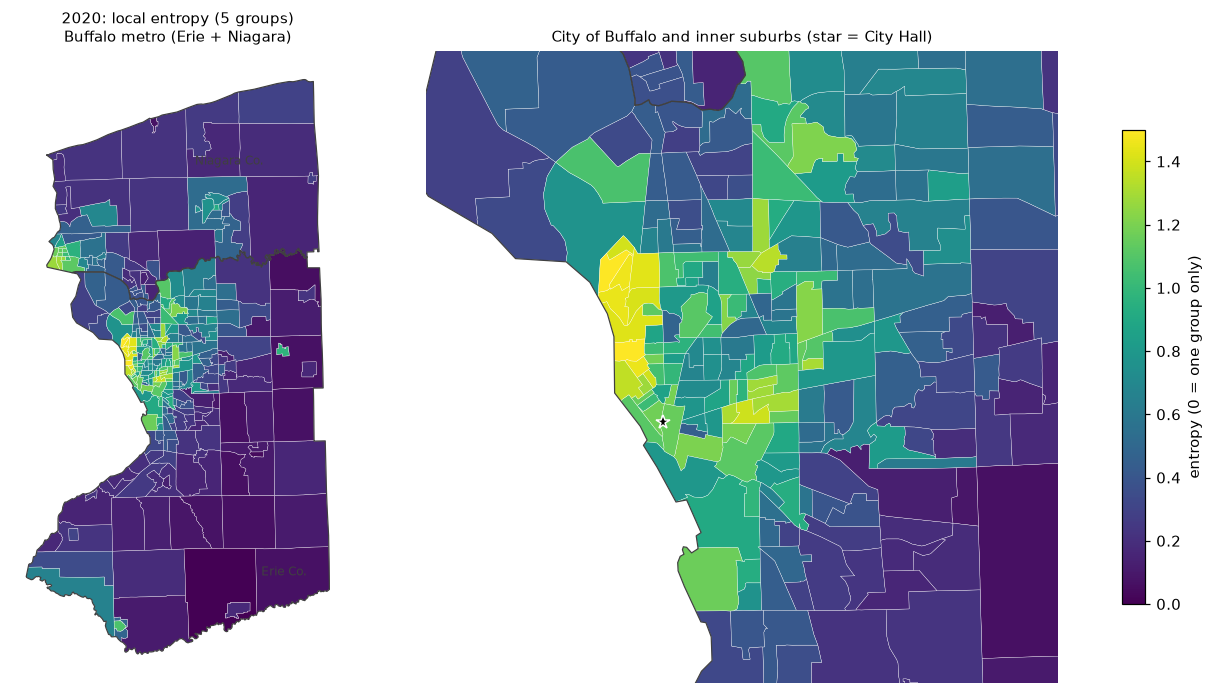 2020: local entropy (5 groups)
Buffalo metro (Erie + Niagara)
City of Buffalo and inner suburbs (star = City Hall)
Erie Co.
1.4
1.2
1.0
0.8
0.6
0.4
0.2
0.0
entropy (0 = one group only)